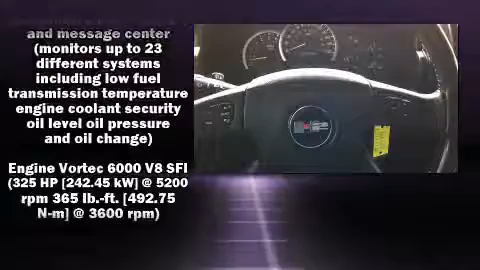 and message center
(monitors up to 23
different systems
including low fuel
transmission temperature
engine coolant security
oil level oil pressure
and oil change)
Engine Vortec 6000 V8 SFI
(325 HP [242.45 kW] @ 5200
rpm 365 lb.-ft. [492.75
N-m] @ 3600 rpm)